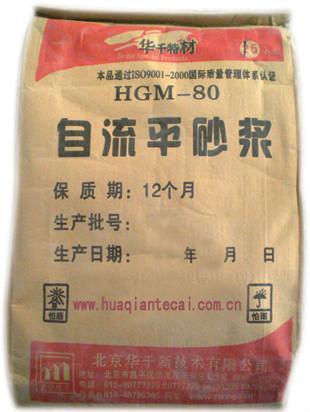 华千特材
本品通过ISO9001-2000国际质量管理体系认证
HGM-80
自流平砂浆
保质期：12个月
生产批号：
生产日期： 年 月 日
www.huaqiantecai.com.cn
怕晒
怕雨
北京华千新技术有限公司